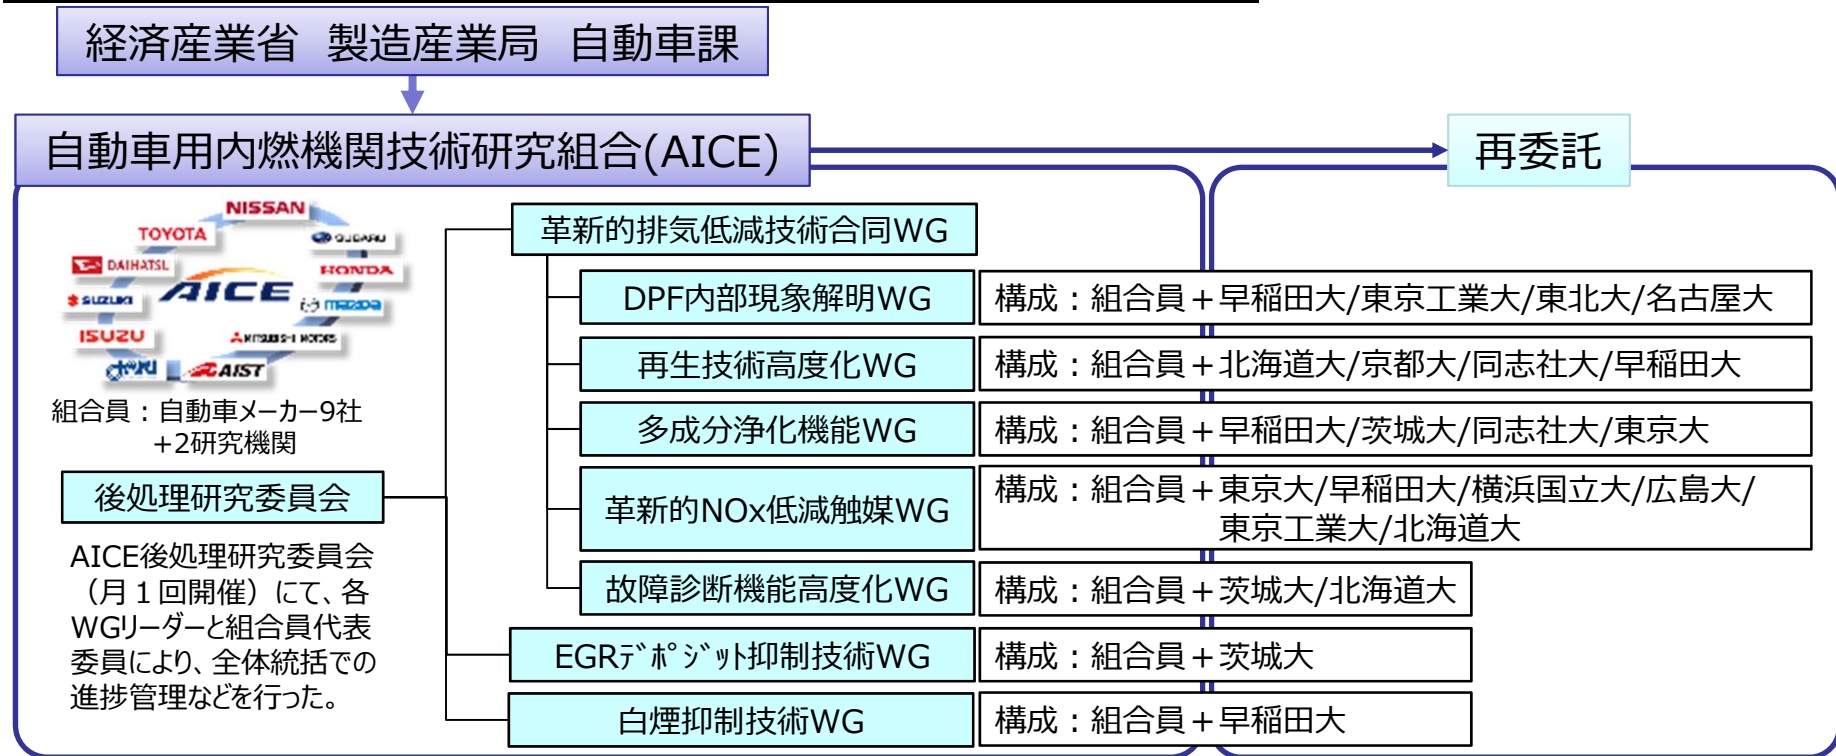 経済産業省 製造産業局 自動車課
自動車用内燃機関技術研究組合(AICE)
再委託
NISSAN
TOYOTA
SUBARU
DAIHATSU
HONDA
AICE
SUZUKI
mazda
ISUZU
MITSUBISHI MOTORS
AIST
組合員：自動車メーカー9社
+2研究機関
後処理研究委員会
AICE後処理研究委員会
（月１回開催）にて、各
WGリーダーと組合員代表
委員により、全体統括での
進捗管理などを行った。
革新的排気低減技術合同WG
DPF内部現象解明WG
構成：組合員＋早稲田大/東京工業大/東北大/名古屋大
再生技術高度化WG
構成：組合員＋北海道大/京都大/同志社大/早稲田大
多成分浄化機能WG
構成：組合員＋早稲田大/茨城大/同志社大/東京大
革新的NOx低減触媒WG
構成：組合員＋東京大/早稲田大/横浜国立大/広島大/
東京工業大/北海道大
故障診断機能高度化WG
構成：組合員＋茨城大/北海道大
EGRﾃﾞﾎﾟｼﾞｯﾄ抑制技術WG
構成：組合員＋茨城大
白煙抑制技術WG
構成：組合員＋早稲田大